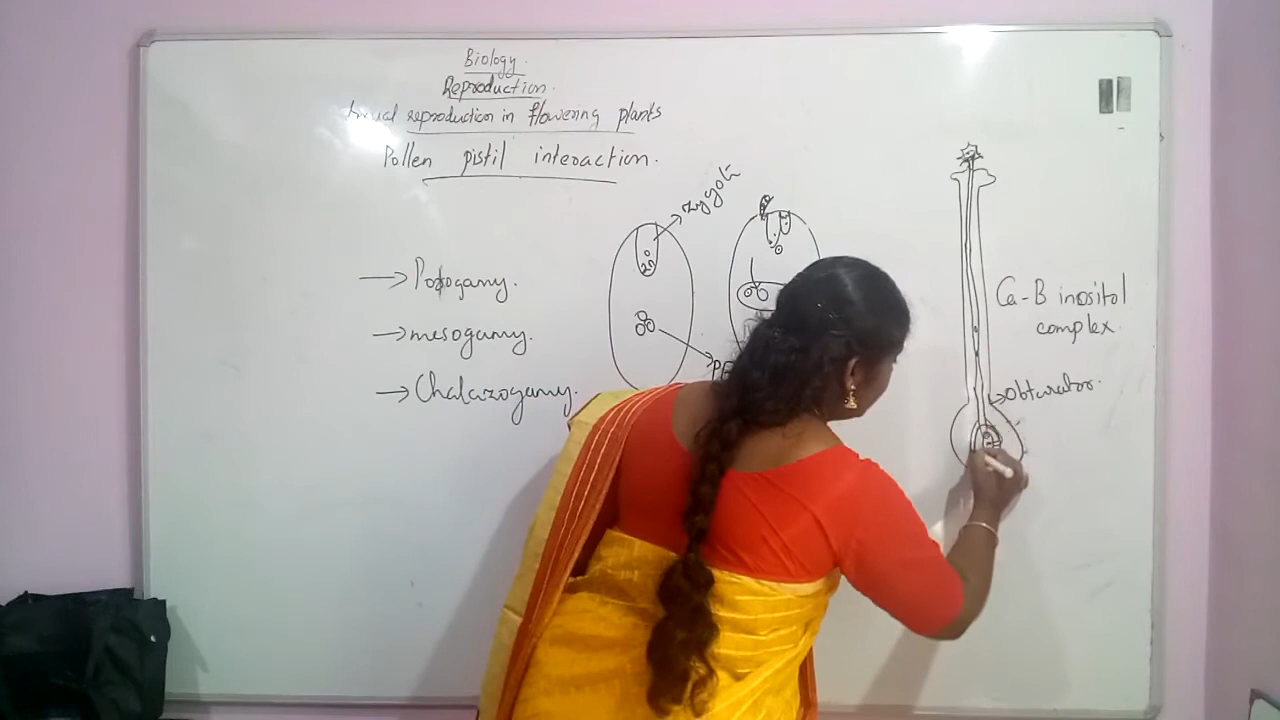 Biology.
Reproduction.
reproduction in flowering plants
Pollen pistil interaction.
zygote
Porogamy.
mesogamy.
Chalazogamy.
Ca-B inositol
complex.
Obturator.